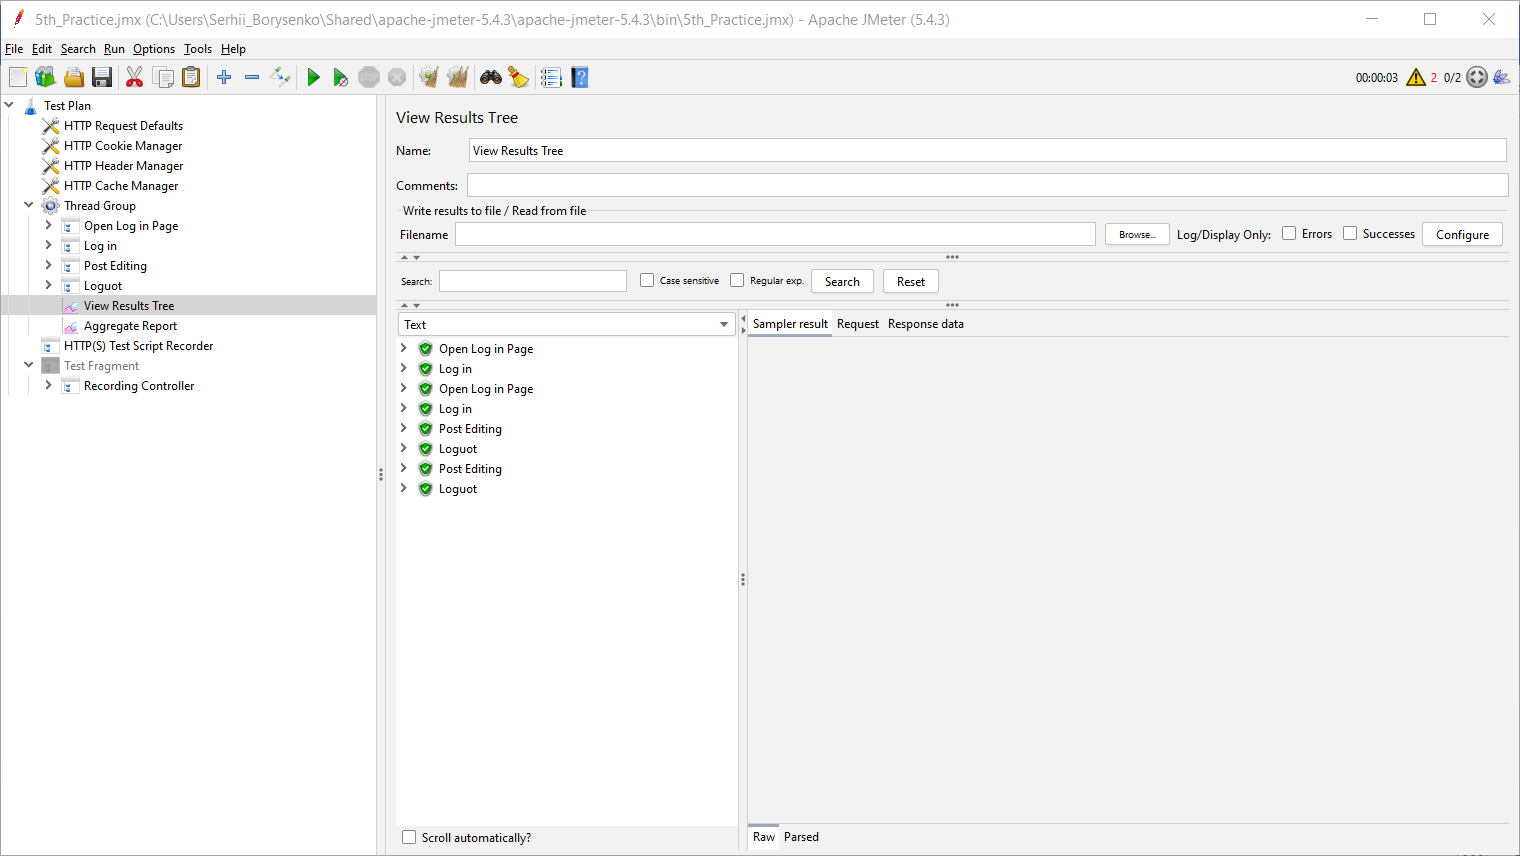 5th_Practice.jmx (C:\Users\Serhii_Borysenko\Shared\apache-jmeter-5.4.3\apache-jmeter-5.4.3\bin\5th_Practice.jmx) - Apache JMeter (5.4.3)
File Edit Search Run Options Tools Help
STOP 00:00:03 2 0/2
Test Plan
HTTP Request Defaults
HTTP Cookie Manager
HTTP Header Manager
HTTP Cache Manager
Thread Group
Open Log in Page
Log in
Post Editing
Loguot
View Results Tree
Aggregate Report
HTTP(S) Test Script Recorder
Test Fragment
Recording Controller
View Results Tree
Name: View Results Tree
Comments:
Write results to file / Read from file
Filename Browse... Log/Display Only: Errors Successes Configure
Search: Case sensitive Regular exp. Search Reset
Text
Open Log in Page
Log in
Open Log in Page
Log in
Post Editing
Loguot
Post Editing
Loguot
Scroll automatically?
Sampler result Request Response data
Raw Parsed